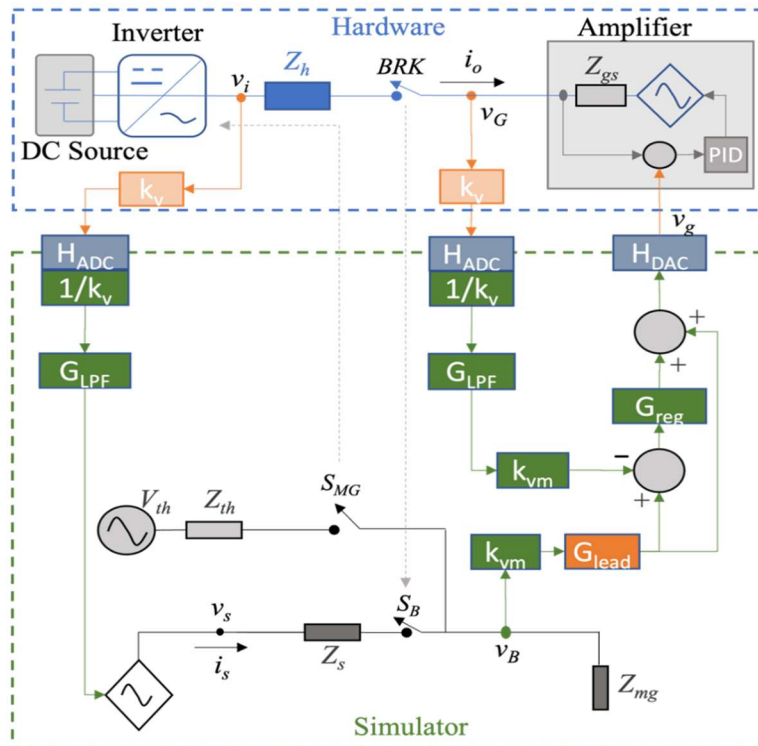 Hardware
Inverter
Amplifier
DC Source
v_i
Z_h
BRK
i_o
v_G
Z_gs
PID
k_v
k_v
v_g
H_ADC
1/k_v
H_ADC
1/k_v
H_DAC
+
+
G_LPF
G_LPF
G_reg
k_vm
–
+
V_th
Z_th
S_MG
k_vm
G_lead
v_s
i_s
Z_s
S_B
v_B
Z_mg
Simulator